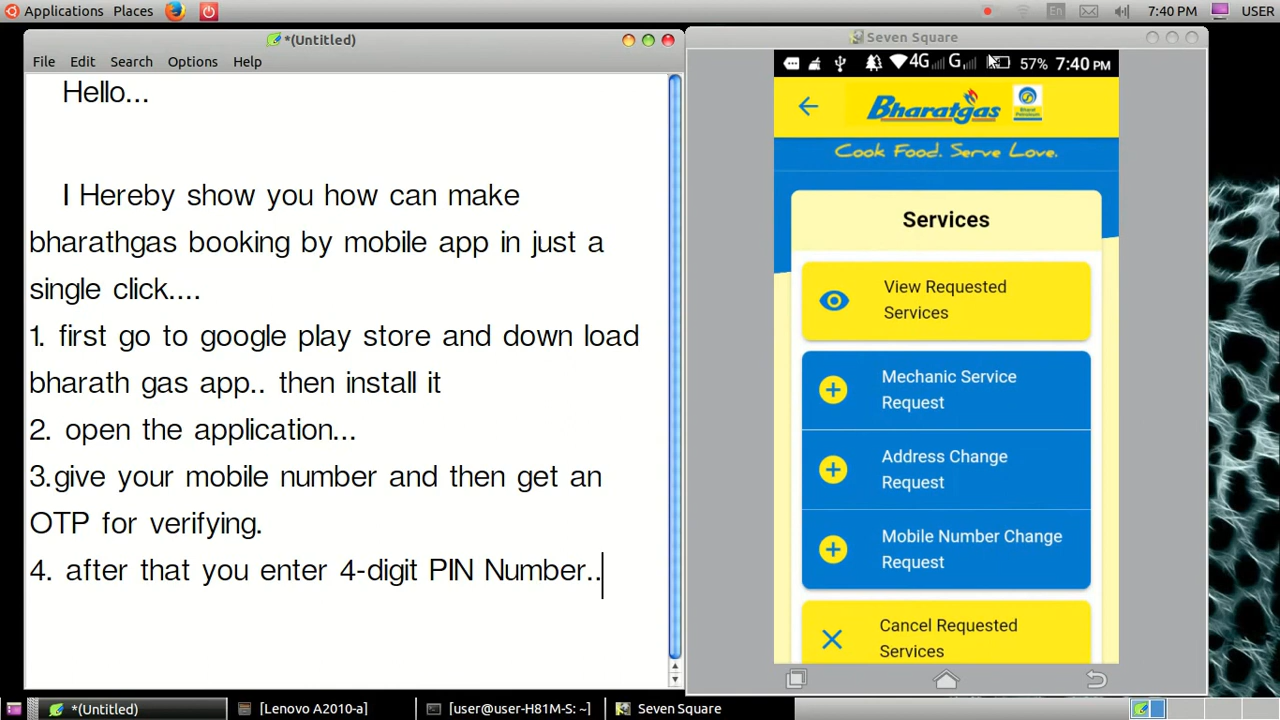 Applications Places En 7:40 PM USER
*(Untitled)
File Edit Search Options Help
Hello...
I Hereby show you how can make
bharathgas booking by mobile app in just a
single click....
1. first go to google play store and down load
bharath gas app.. then install it
2. open the application...
3.give your mobile number and then get an
OTP for verifying.
4. after that you enter 4-digit PIN Number..
Seven Square
4G G 57% 7:40 PM
Bharatgas
Cook Food. Serve Love.
Services
View Requested
Services
Mechanic Service
Request
Address Change
Request
Mobile Number Change
Request
Cancel Requested
Services
*(Untitled) [Lenovo A2010-a] [user@user-H81M-S: ~] Seven Square